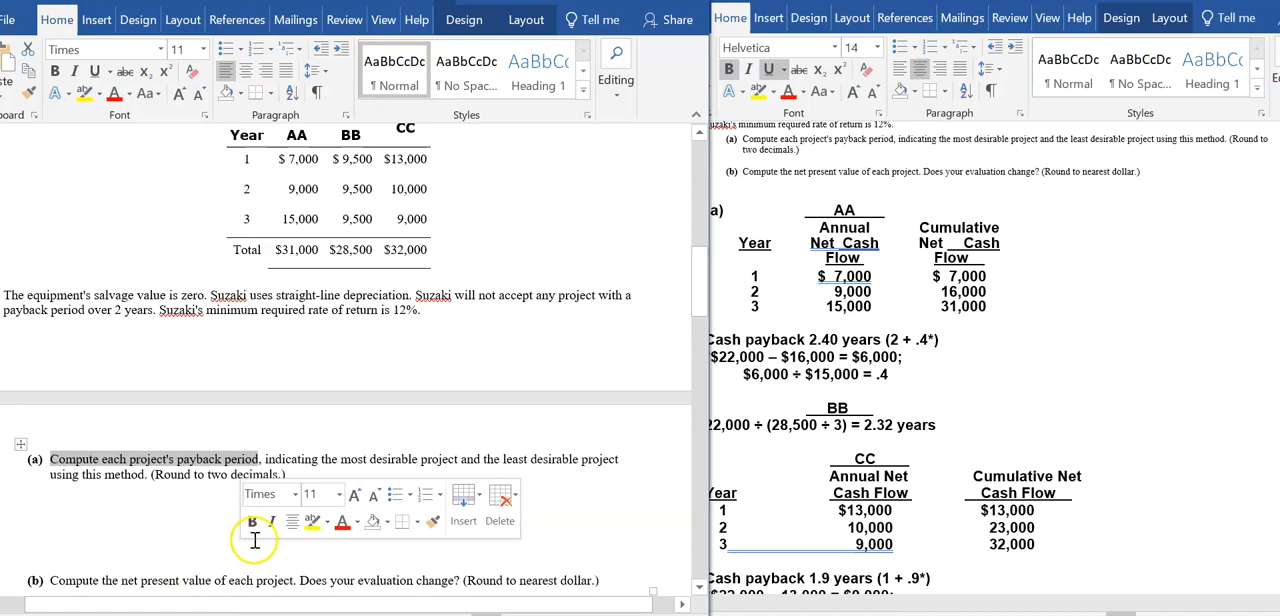 File Home Insert Design Layout References Mailings Review View Help Design Layout Tell me Share
Times 11
AaBbCcDc AaBbCcDc AaBbCc
¶ Normal ¶ No Spac... Heading 1
Editing
Font Paragraph Styles
Year AA BB CC
1 $ 7,000 $ 9,500 $13,000
2 9,000 9,500 10,000
3 15,000 9,500 9,000
Total $31,000 $28,500 $32,000
The equipment's salvage value is zero. Suzaki uses straight-line depreciation. Suzaki will not accept any project with a
payback period over 2 years. Suzaki's minimum required rate of return is 12%.
(a) Compute each project's payback period, indicating the most desirable project and the least desirable project
using this method. (Round to two decimals.)
Times 11
Insert Delete
(b) Compute the net present value of each project. Does your evaluation change? (Round to nearest dollar.)
Home Insert Design Layout References Mailings Review View Help Design Layout Tell me
Helvetica 14
AaBbCcDc AaBbCcDc AaBbCc
¶ Normal ¶ No Spac... Heading 1
Font Paragraph Styles
uzaki's minimum required rate of return is 12%.
(a) Compute each project's payback period, indicating the most desirable project and the least desirable project using this method. (Round to
two decimals.)
(b) Compute the net present value of each project. Does your evaluation change? (Round to nearest dollar.)
a) AA
Annual Cumulative
Year Net Cash Net Cash
Flow Flow
1 $ 7,000 $ 7,000
2 9,000 16,000
3 15,000 31,000
Cash payback 2.40 years (2 + .4*)
$22,000 – $16,000 = $6,000;
$6,000 ÷ $15,000 = .4
BB
22,000 ÷ (28,500 ÷ 3) = 2.32 years
CC
Annual Net Cumulative Net
Year Cash Flow Cash Flow
1 $13,000 $13,000
2 10,000 23,000
3 9,000 32,000
Cash payback 1.9 years (1 + .9*)